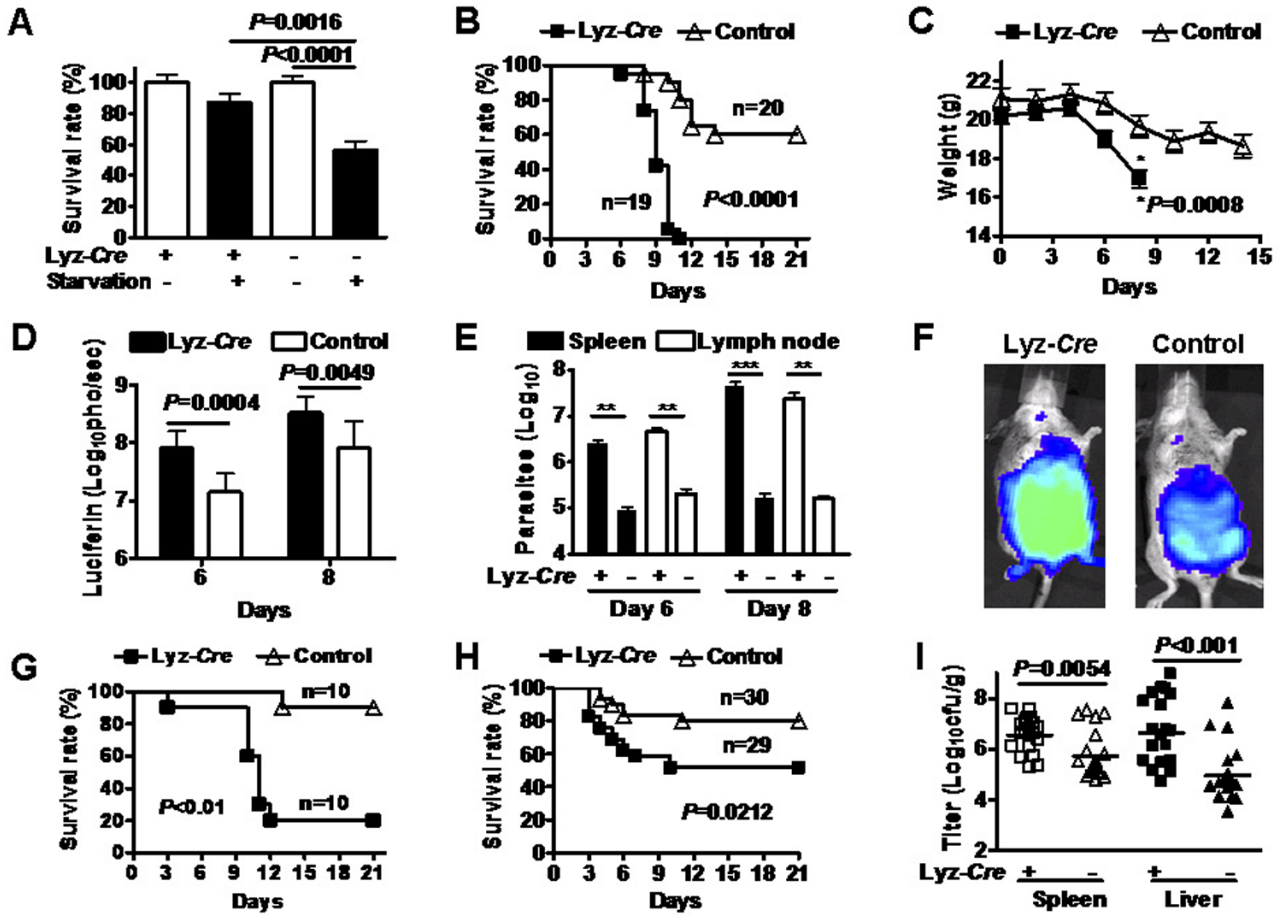 A
P=0.0016
P<0.0001
Survival rate (%)
100
80
60
40
20
0
Lyz-Cre + + - -
Starvation - + - +
B
Lyz-Cre Control
Survival rate (%)
100
80
60
40
20
0
n=20
n=19
P<0.0001
0 3 6 9 12 15 18 21
Days
C
Lyz-Cre Control
Weight (g)
22
20
18
16
14
*
* P=0.0008
0 3 6 9 12 15
Days
D
Lyz-Cre Control
Luciferin (Log10pho/sec)
9
8
7
6
P=0.0004
P=0.0049
6 8
Days
E
Spleen Lymph node
Parasites (Log10)
8
7
6
5
4
** ** *** **
Lyz-Cre + - + - + - + -
Day 6 Day 8
F
Lyz-Cre Control
G
Lyz-Cre Control
Survival rate (%)
100
80
60
40
20
0
n=10
n=10
P<0.01
0 3 6 9 12 15 18 21
Days
H
Lyz-Cre Control
Survival rate (%)
100
80
60
40
20
0
n=30
n=29
P=0.0212
0 3 6 9 12 15 18 21
Days
I
P=0.0054
P<0.001
Titer (Log10cfu/g)
8
6
4
2
Lyz-Cre + - + -
Spleen Liver